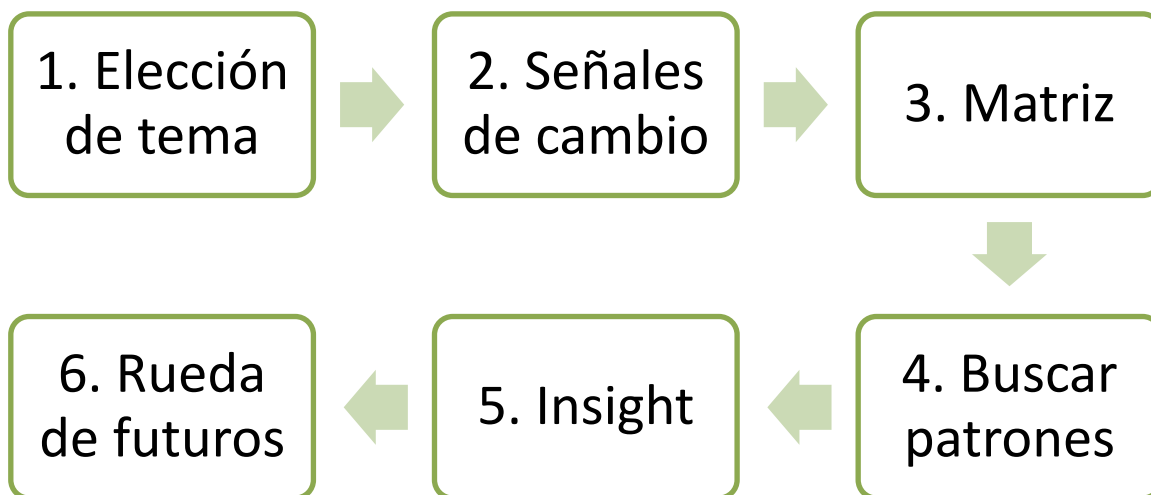 1. Elección
de tema
2. Señales
de cambio
3. Matriz
4. Buscar
patrones
5. Insight
6. Rueda
de futuros